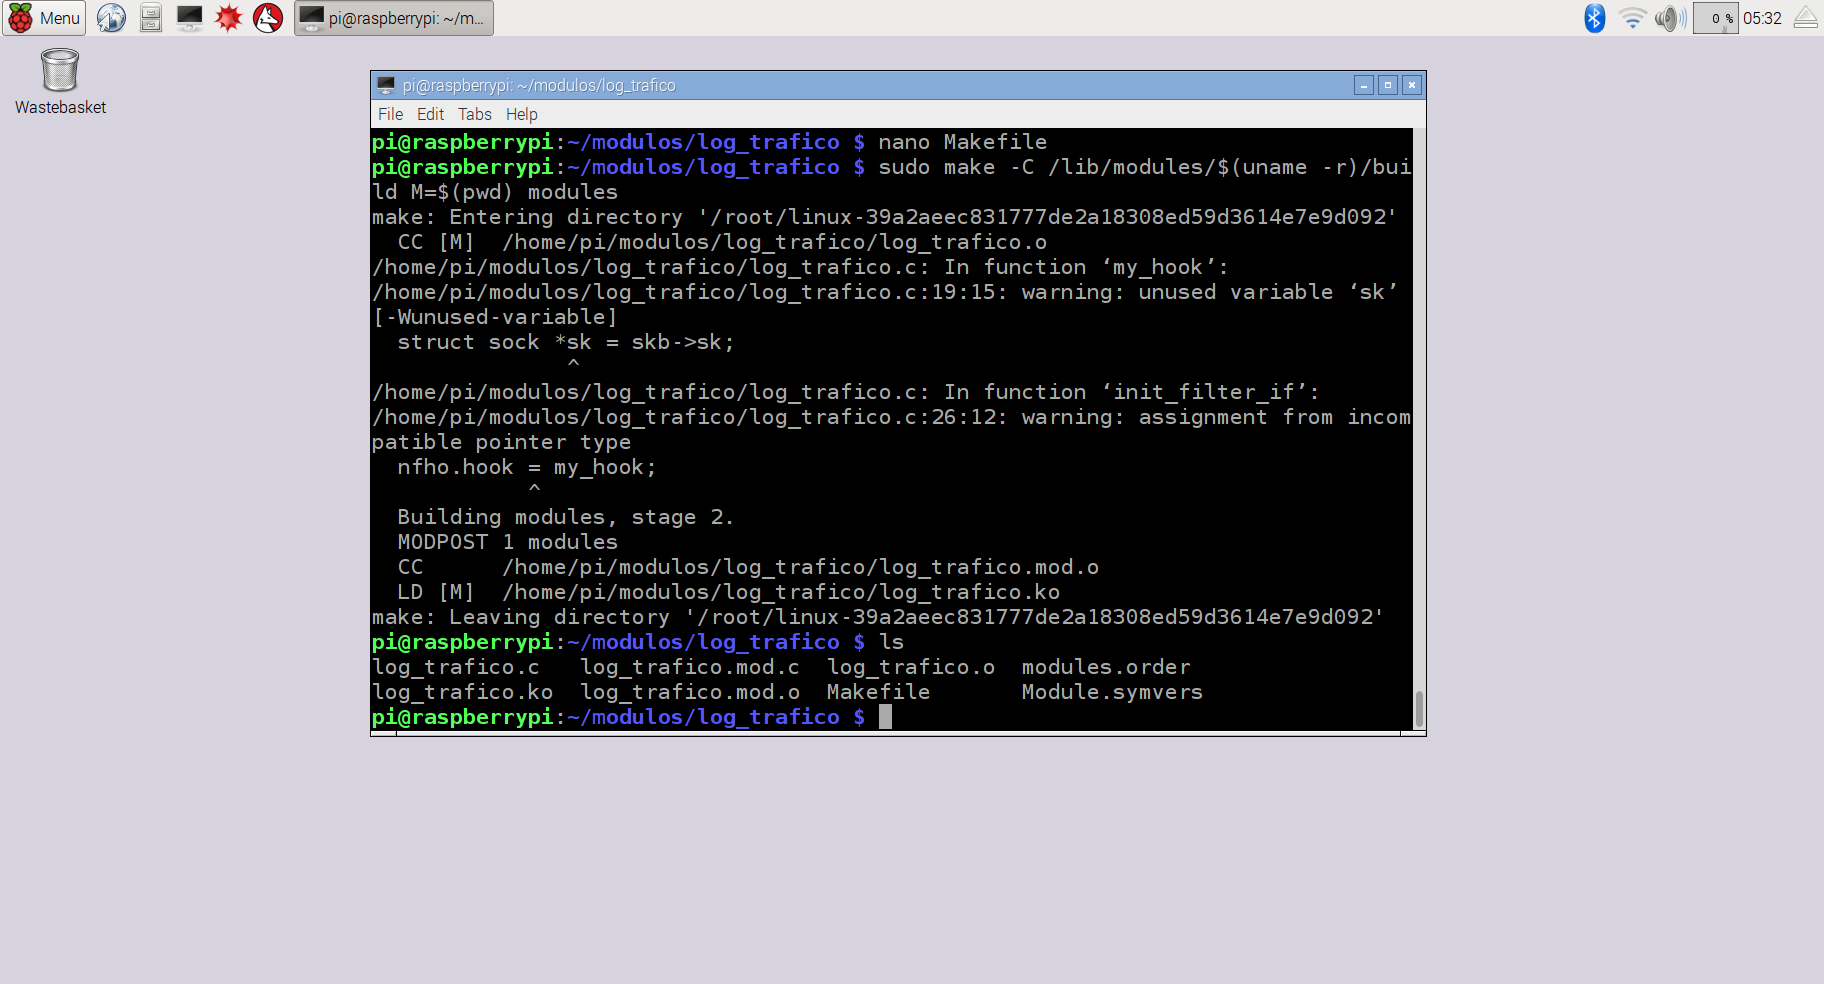 Menu
pi@raspberrypi: ~/m...
0 %
05:32
Wastebasket
pi@raspberrypi: ~/modulos/log_trafico
File Edit Tabs Help
pi@raspberrypi:~/modulos/log_trafico $ nano Makefile
pi@raspberrypi:~/modulos/log_trafico $ sudo make -C /lib/modules/$(uname -r)/bui
ld M=$(pwd) modules
make: Entering directory '/root/linux-39a2aeec831777de2a18308ed59d3614e7e9d092'
  CC [M]  /home/pi/modulos/log_trafico/log_trafico.o
/home/pi/modulos/log_trafico/log_trafico.c: In function ‘my_hook’:
/home/pi/modulos/log_trafico/log_trafico.c:19:15: warning: unused variable ‘sk’
[-Wunused-variable]
  struct sock *sk = skb->sk;
               ^
/home/pi/modulos/log_trafico/log_trafico.c: In function ‘init_filter_if’:
/home/pi/modulos/log_trafico/log_trafico.c:26:12: warning: assignment from incom
patible pointer type
  nfho.hook = my_hook;
            ^
  Building modules, stage 2.
  MODPOST 1 modules
  CC      /home/pi/modulos/log_trafico/log_trafico.mod.o
  LD [M]  /home/pi/modulos/log_trafico/log_trafico.ko
make: Leaving directory '/root/linux-39a2aeec831777de2a18308ed59d3614e7e9d092'
pi@raspberrypi:~/modulos/log_trafico $ ls
log_trafico.c   log_trafico.mod.c  log_trafico.o  modules.order
log_trafico.ko  log_trafico.mod.o  Makefile       Module.symvers
pi@raspberrypi:~/modulos/log_trafico $